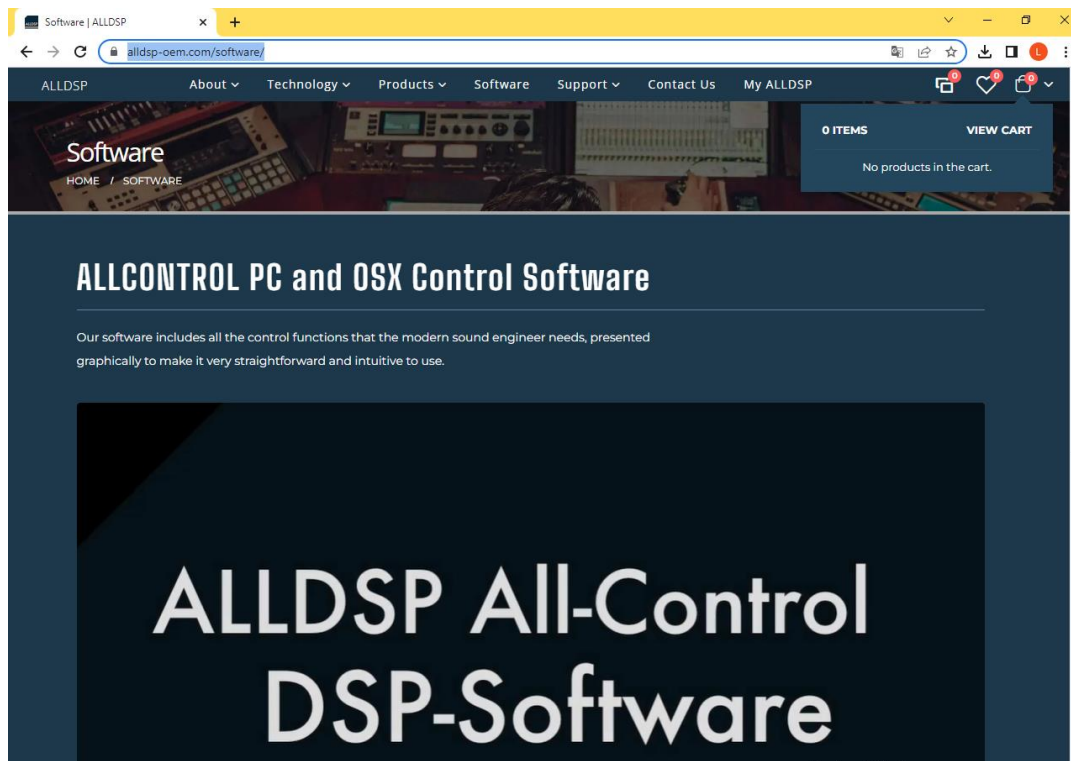 Software | ALLDSP
alldsp-oem.com/software/
L
ALLDSP About Technology Products Software Support Contact Us My ALLDSP 0 0 0
Software
HOME / SOFTWARE
0 ITEMS VIEW CART
No products in the cart.
ALLCONTROL PC and OSX Control Software
Our software includes all the control functions that the modern sound engineer needs, presented
graphically to make it very straightforward and intuitive to use.
ALLDSP All-Control
DSP-Software